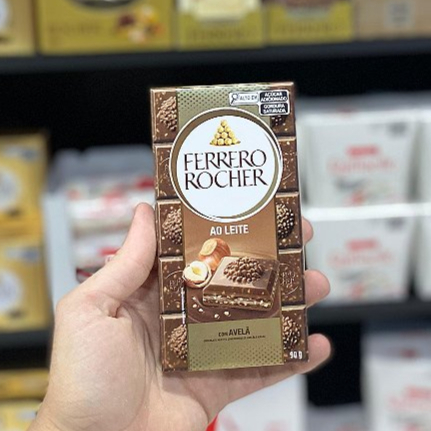 ALTO EM
AÇÚCAR
ADICIONADO
GORDURA
SATURADA
FERRERO
ROCHER
AO LEITE
COM AVELÃ
90 g